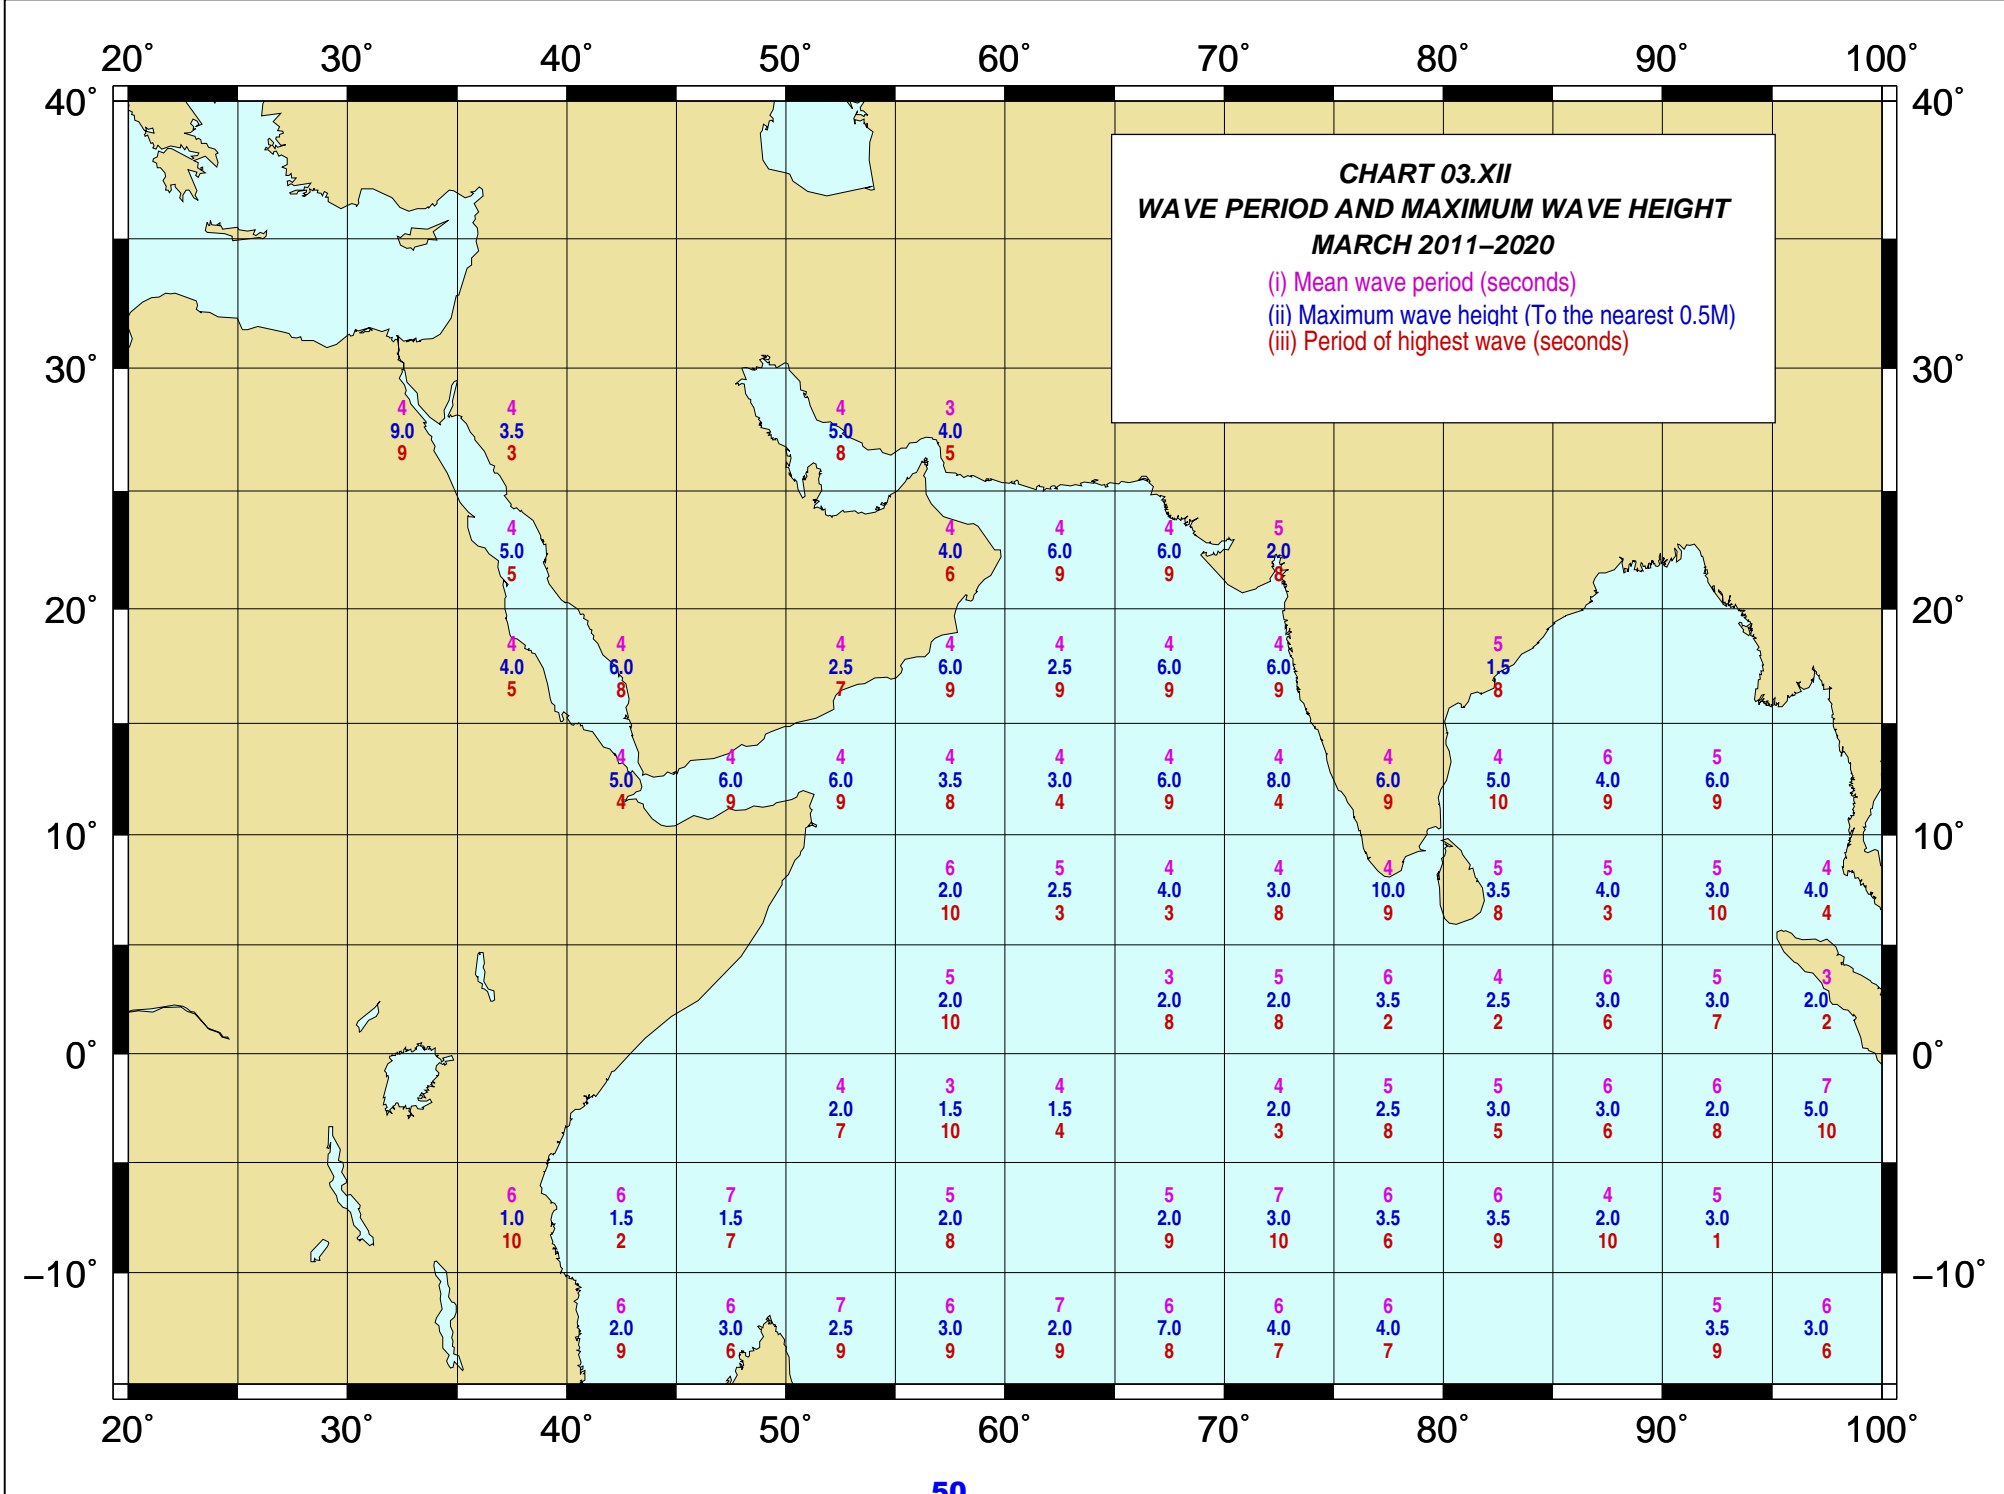 20° 30° 40° 50° 60° 70° 80° 90° 100°
40° 40°
CHART 03.XII
WAVE PERIOD AND MAXIMUM WAVE HEIGHT
MARCH 2011–2020
(i) Mean wave period (seconds)
(ii) Maximum wave height (To the nearest 0.5M)
(iii) Period of highest wave (seconds)
30° 30°
4 4 4 3
9.0 3.5 5.0 4.0
9 3 8 5
4 4 4 4 5
5.0 4.0 6.0 6.0 2.0
5 6 9 9 8
20° 20°
4 4 4 4 4 4 4 5
4.0 6.0 2.5 6.0 2.5 6.0 6.0 1.5
5 8 7 9 9 9 9 8
4 4 4 4 4 4 4 4 4 6 5
5.0 6.0 6.0 3.5 3.0 6.0 8.0 6.0 5.0 4.0 6.0
4 9 9 8 4 9 4 9 10 9 9
10° 10°
6 5 4 4 4 5 5 5 4
2.0 2.5 4.0 3.0 10.0 3.5 4.0 3.0 4.0
10 3 3 8 9 8 3 10 4
5 3 5 6 4 6 5 3
2.0 2.0 2.0 3.5 2.5 3.0 3.0 2.0
10 8 8 2 2 6 7 2
0° 0°
4 3 4 4 5 5 6 6 7
2.0 1.5 1.5 2.0 2.5 3.0 3.0 2.0 5.0
7 10 4 3 8 5 6 8 10
6 6 7 5 5 7 6 6 4 5
1.0 1.5 1.5 2.0 2.0 3.0 3.5 3.5 2.0 3.0
10 2 7 8 9 10 6 9 10 1
–10° –10°
6 6 7 6 7 6 6 6 5 6
2.0 3.0 2.5 3.0 2.0 7.0 4.0 4.0 3.5 3.0
9 6 9 9 9 8 7 7 9 6
20° 30° 40° 50° 60° 70° 80° 90° 100°
50